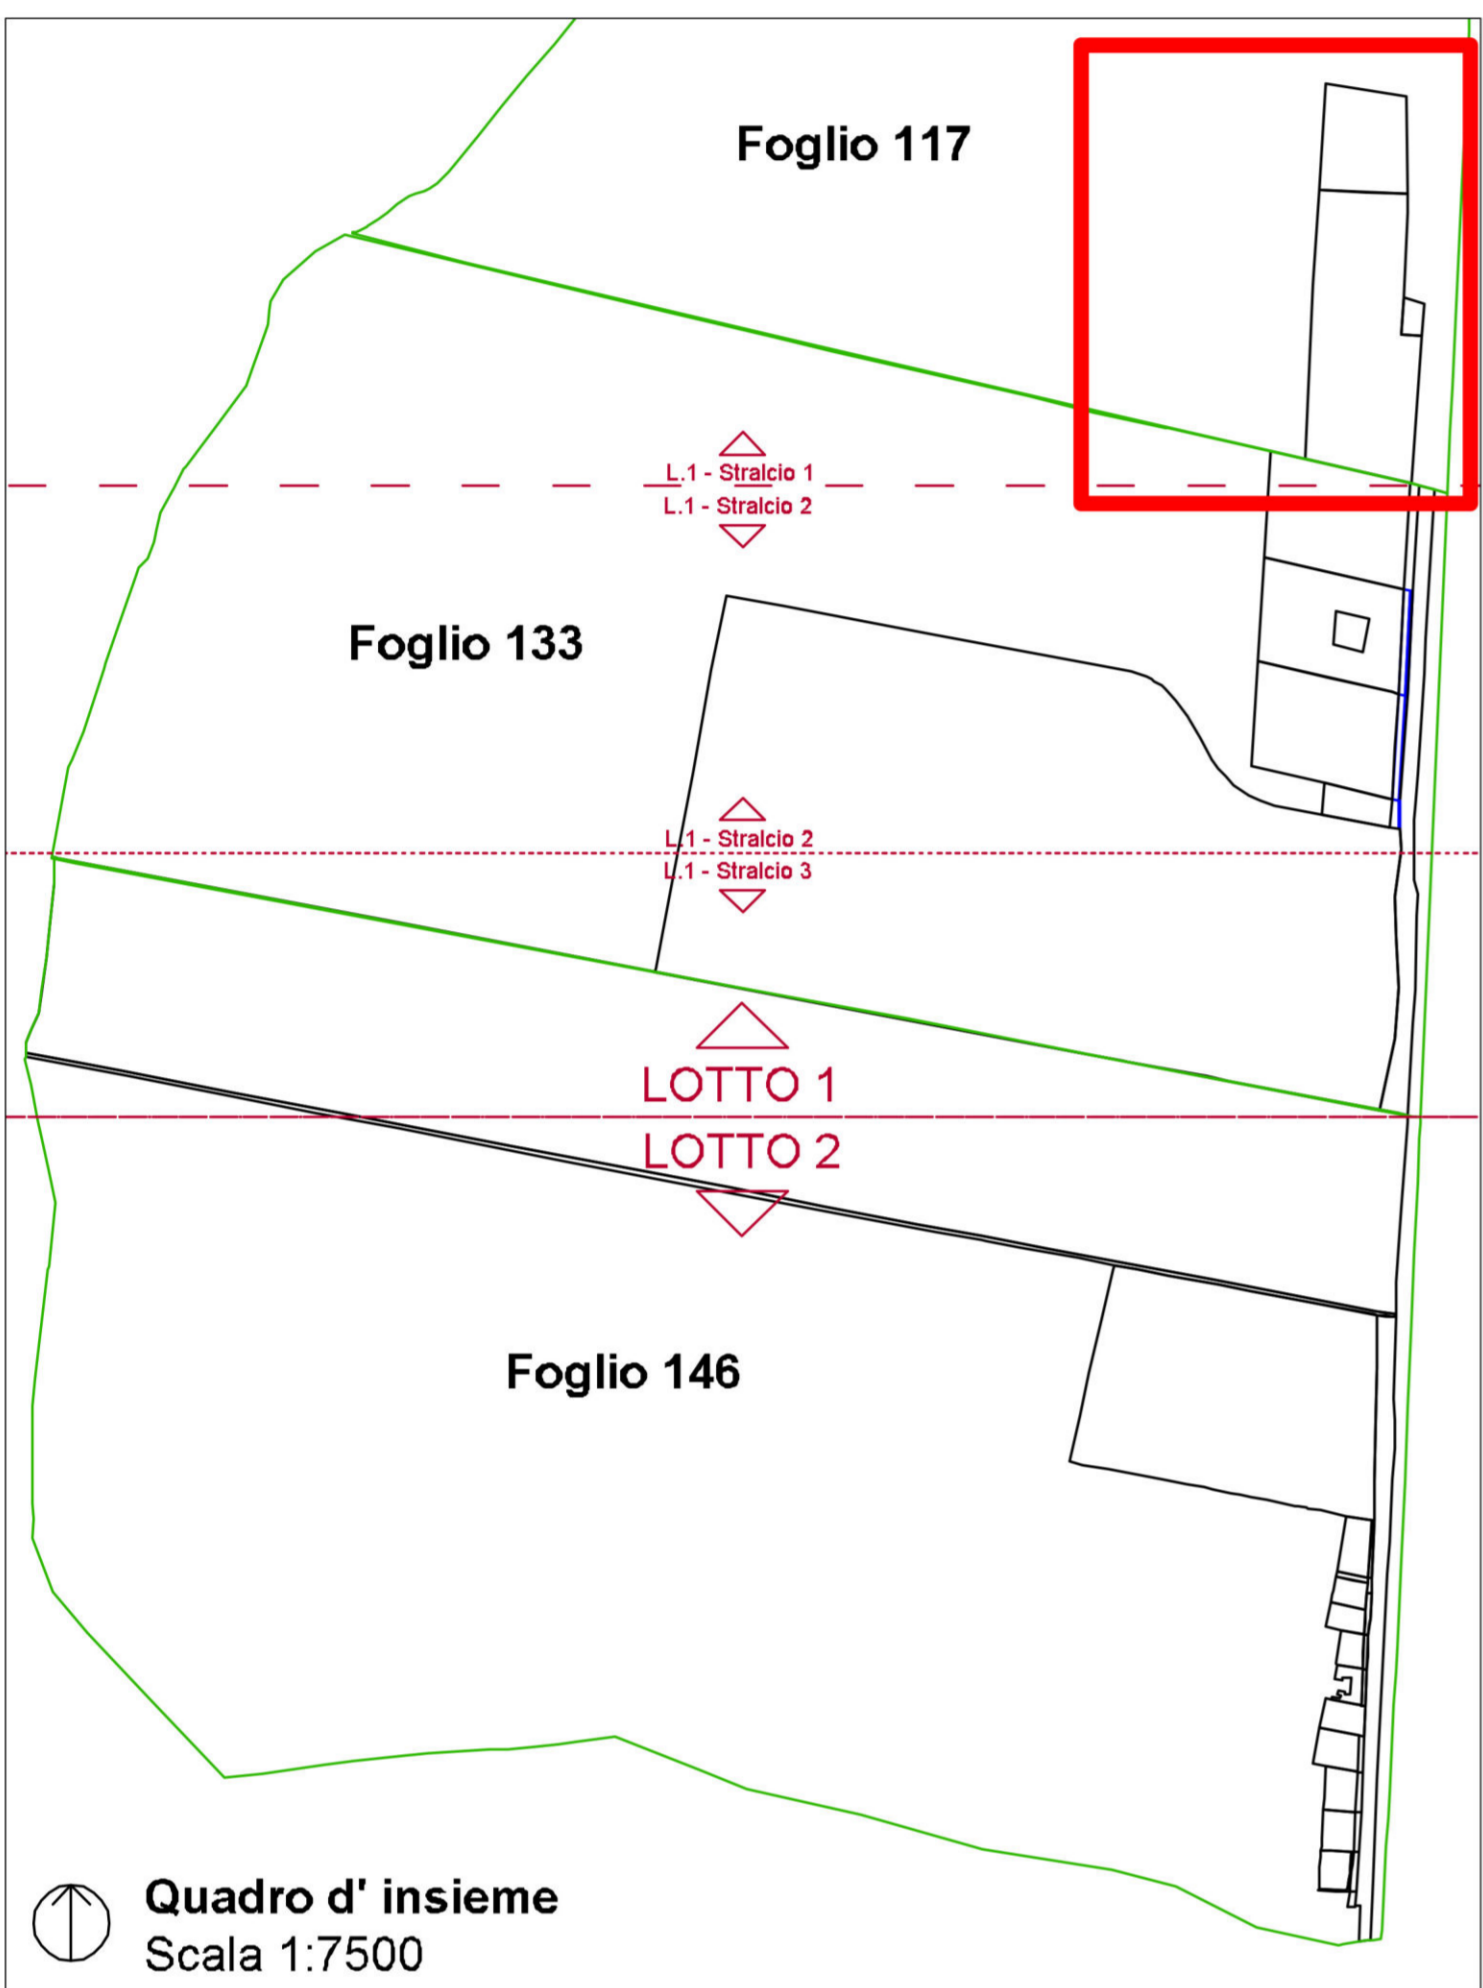 Foglio 117
L.1 - Stralcio 1
L.1 - Stralcio 2
Foglio 133
L.1 - Stralcio 2
L.1 - Stralcio 3
LOTTO 1
LOTTO 2
Foglio 146
Quadro d' insieme
Scala 1:7500